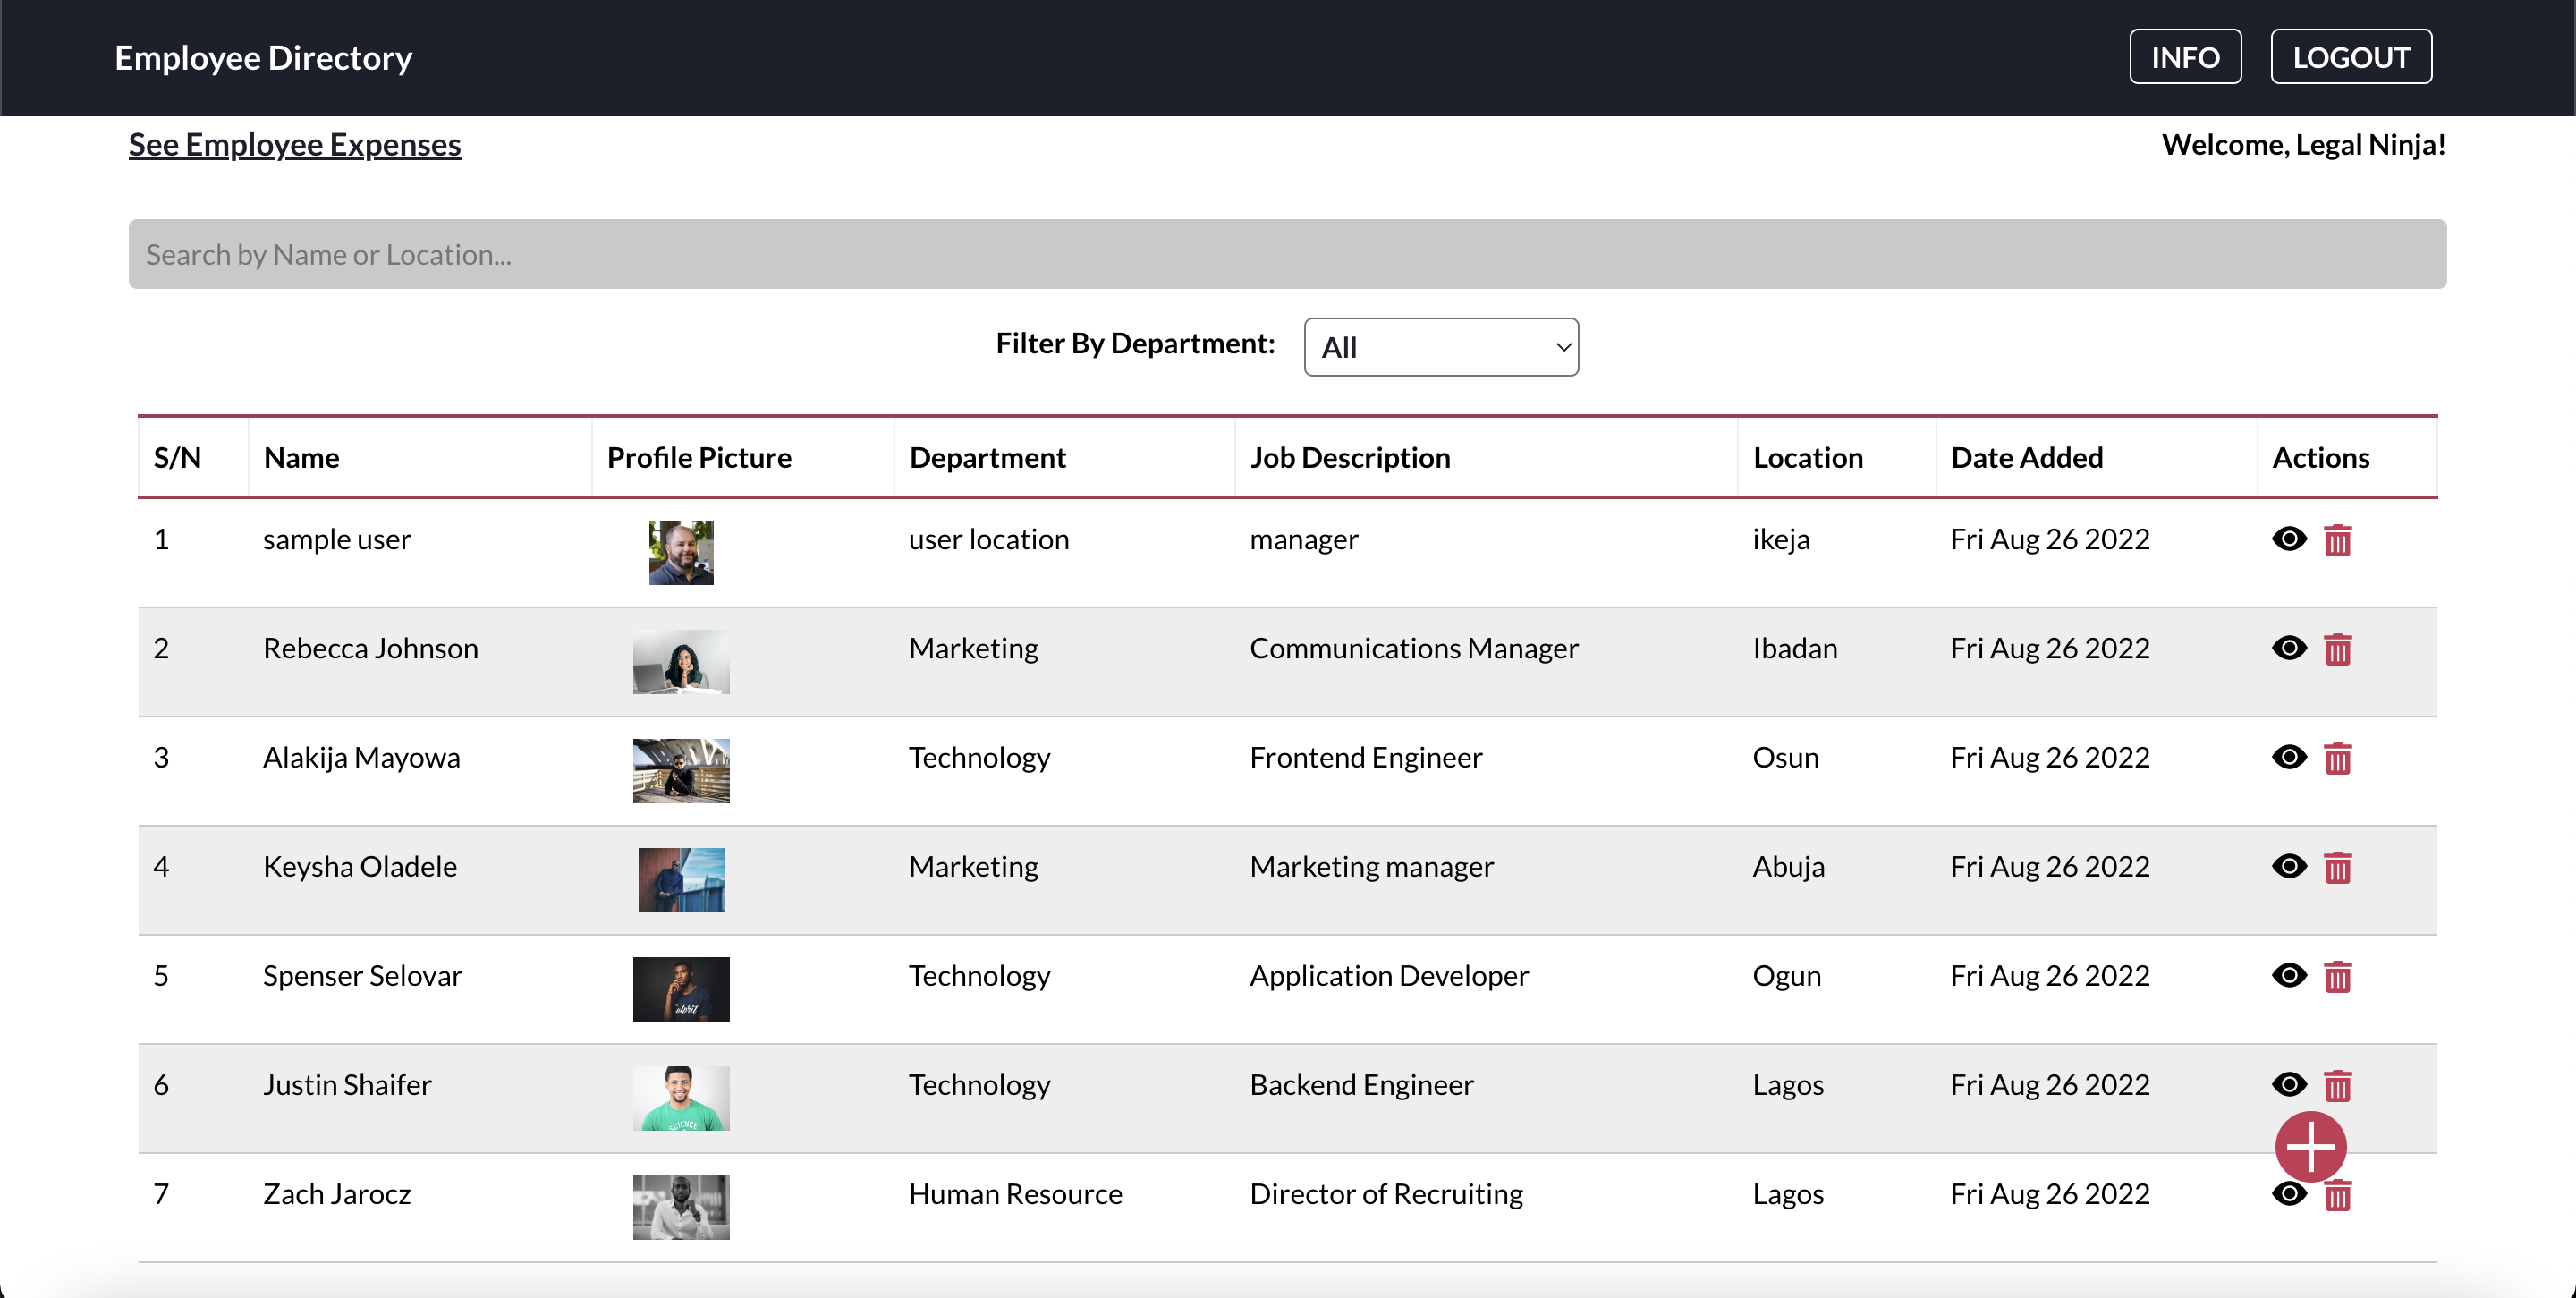 Employee Directory INFO LOGOUT
See Employee Expenses Welcome, Legal Ninja!
Search by Name or Location...
Filter By Department: All
S/N Name Profile Picture Department Job Description Location Date Added Actions
1 sample user user location manager ikeja Fri Aug 26 2022
2 Rebecca Johnson Marketing Communications Manager Ibadan Fri Aug 26 2022
3 Alakija Mayowa Technology Frontend Engineer Osun Fri Aug 26 2022
4 Keysha Oladele Marketing Marketing manager Abuja Fri Aug 26 2022
5 Spenser Selovar Technology Application Developer Ogun Fri Aug 26 2022
6 Justin Shaifer Technology Backend Engineer Lagos Fri Aug 26 2022
SCIENCE
7 Zach Jarocz Human Resource Director of Recruiting Lagos Fri Aug 26 2022